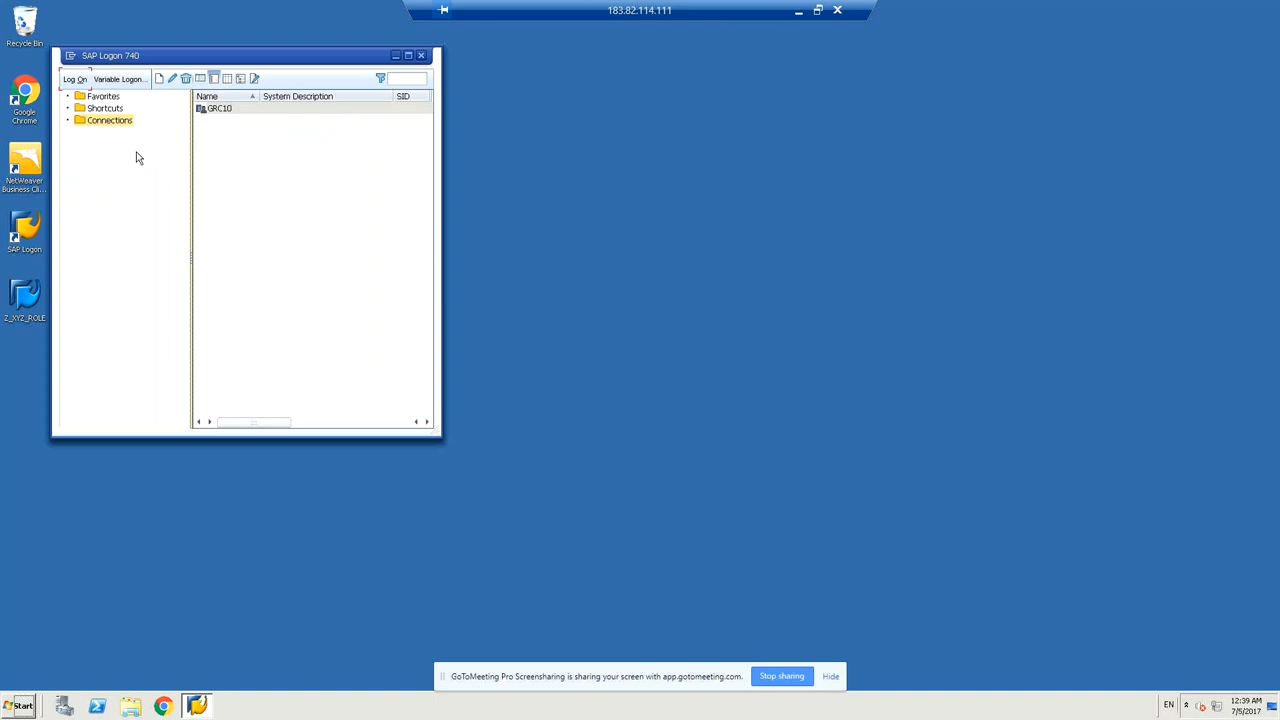 183.82.114.111
Recycle Bin
Google
Chrome
NetWeaver
Business Cli...
SAP Logon
Z_XYZ_ROLE
SAP Logon 740
Log On
Variable Logon...
Favorites
Shortcuts
Connections
Name
System Description
SID
GRC10
GoToMeeting Pro Screensharing is sharing your screen with app.gotomeeting.com.
Stop sharing
Hide
Start
EN
12:39 AM
7/5/2017